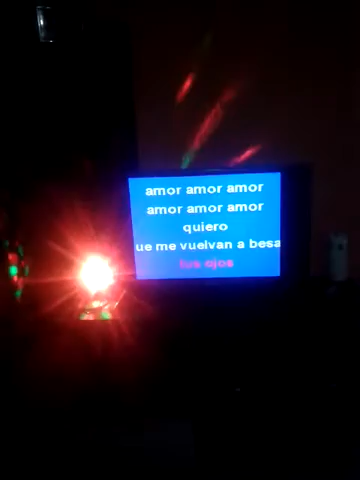 amor amor amor
amor amor amor
quiero
ue me vuelvan a besa
tus ojos